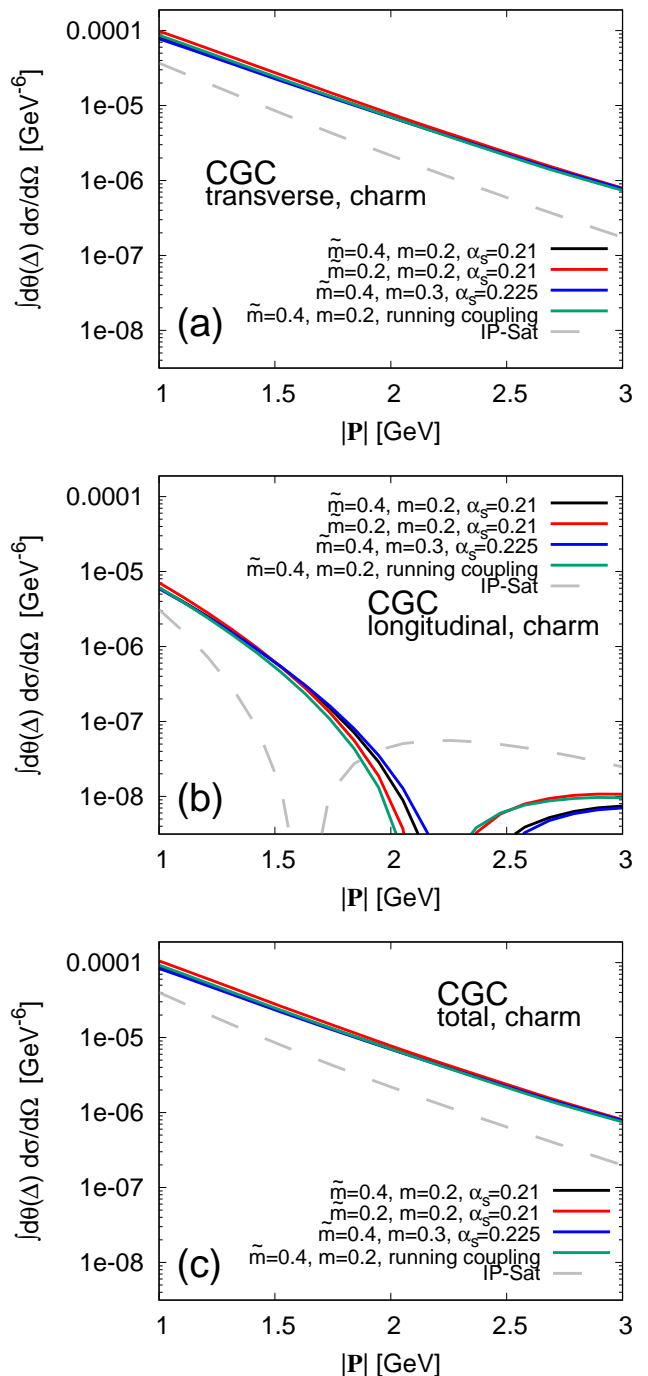 0.0001
1e-05
1e-06
1e-07
1e-08
∫dθ(Δ) dσ/dΩ [GeV⁻⁶]
CGC
transverse, charm
m̃=0.4, m=0.2, αₛ=0.21
m̃=0.2, m=0.2, αₛ=0.21
m̃=0.4, m=0.3, αₛ=0.225
m̃=0.4, m=0.2, running coupling
IP-Sat
(a)
1 1.5 2 2.5 3
|P| [GeV]
0.0001
1e-05
1e-06
1e-07
1e-08
∫dθ(Δ) dσ/dΩ [GeV⁻⁶]
m̃=0.4, m=0.2, αₛ=0.21
m̃=0.2, m=0.2, αₛ=0.21
m̃=0.4, m=0.3, αₛ=0.225
m̃=0.4, m=0.2, running coupling
IP-Sat
CGC
longitudinal, charm
(b)
1 1.5 2 2.5 3
|P| [GeV]
0.0001
1e-05
1e-06
1e-07
1e-08
∫dθ(Δ) dσ/dΩ [GeV⁻⁶]
CGC
total, charm
m̃=0.4, m=0.2, αₛ=0.21
m̃=0.2, m=0.2, αₛ=0.21
m̃=0.4, m=0.3, αₛ=0.225
m̃=0.4, m=0.2, running coupling
IP-Sat
(c)
1 1.5 2 2.5 3
|P| [GeV]